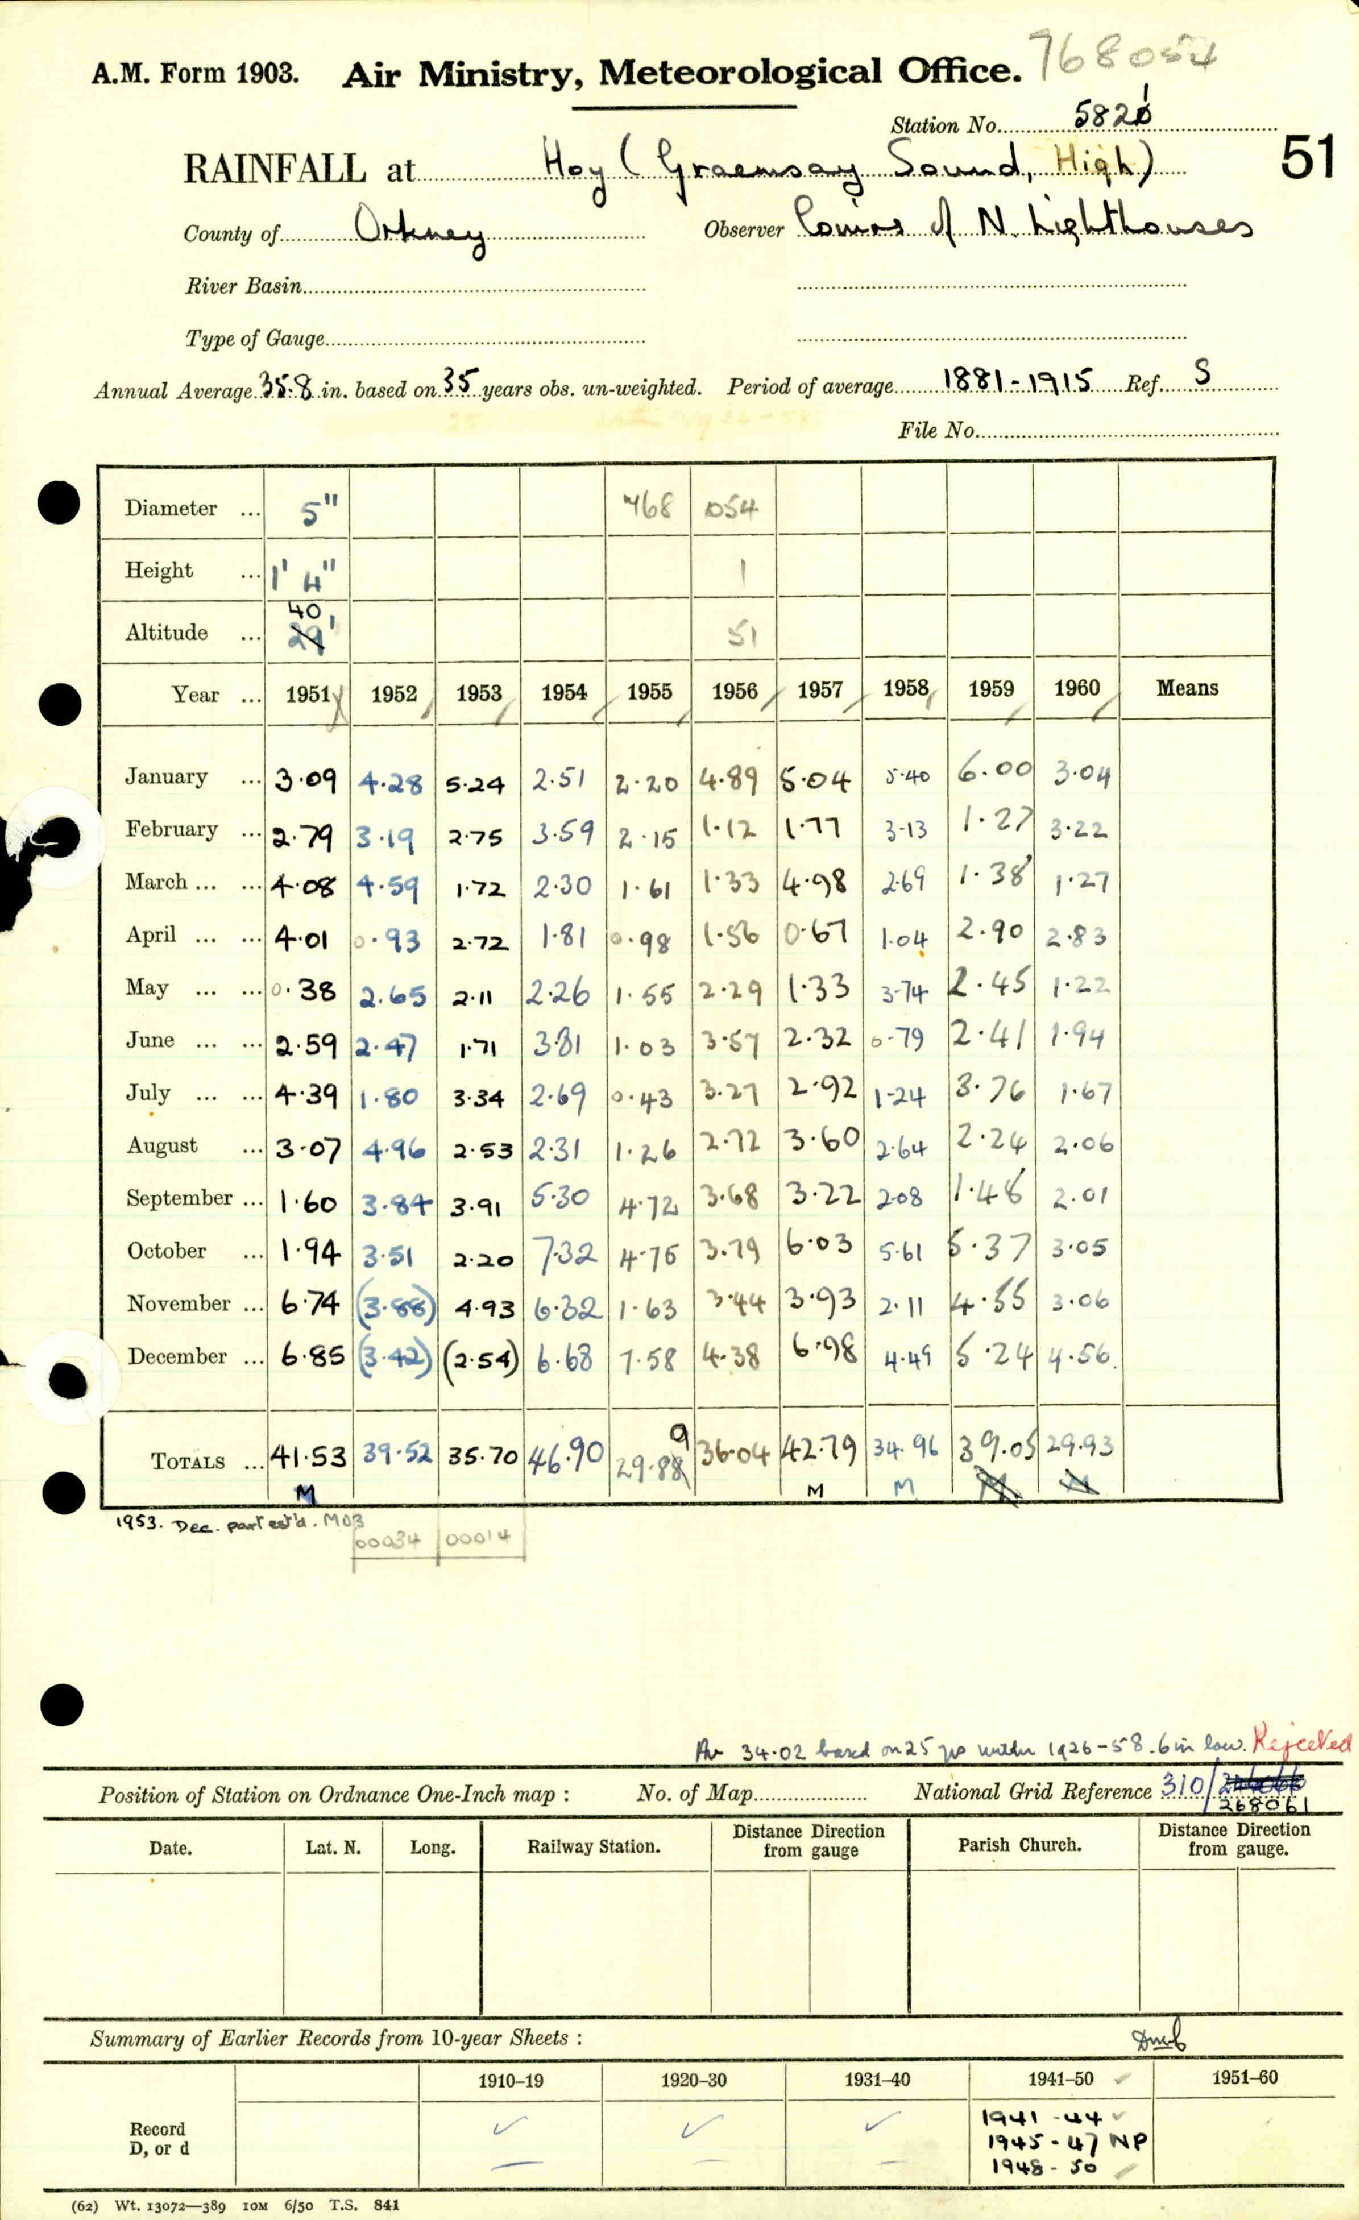 768054
A.M. Form 1903. Air Ministry, Meteorological Office.
Station No. 5821
51
RAINFALL at Hoy (Graemsay Sound, High)
County of Orkney Observer Comrs of N. Lighthouses
River Basin
Type of Gauge
Annual Average 35.8 in. based on 35 years obs. un-weighted. Period of average 1881-1915 Ref. S
File No.
Diameter ... 5" 768 054
Height ... 1' 4" 1
40
Altitude ... 29' 51
Year ... 1951 1952 1953 1954 1955 1956 1957 1958 1959 1960 Means
January ... 3.09 4.28 5.24 2.51 2.20 4.89 5.04 5.40 6.00 3.04
February ... 2.79 3.19 2.75 3.59 2.15 1.12 1.77 3.13 1.27 3.22
March ... ... 4.08 4.59 1.72 2.30 1.61 1.33 4.98 2.69 1.38 1.27
April ... ... 4.01 0.93 2.72 1.81 0.98 1.56 0.67 1.04 2.90 2.83
May ... ... 0.38 2.65 2.11 2.26 1.55 2.29 1.33 3.74 2.45 1.22
June ... ... 2.59 2.47 1.71 3.81 1.03 3.57 2.32 0.79 2.41 1.94
July ... ... 4.39 1.80 3.34 2.69 0.43 3.27 2.92 1.24 3.76 1.67
August ... 3.07 4.96 2.53 2.31 1.26 2.72 3.60 2.64 2.24 2.06
September ... 1.60 3.84 3.91 5.30 4.72 3.68 3.22 2.08 1.48 2.01
October ... 1.94 3.51 2.20 7.32 4.75 3.79 6.03 5.61 5.37 3.05
November ... 6.74 (3.88) 4.93 6.32 1.63 3.44 3.93 2.11 4.55 3.06
December ... 6.85 (3.42) (2.54) 6.68 7.58 4.38 6.98 4.49 5.24 4.56
9
TOTALS ... 41.53 39.52 35.70 46.90 29.88 36.04 42.79 34.96 39.05 29.93
M M M M M
1953. Dec. part est'd. MO3
00034 00014
Av 34.02 based on 25 yrs within 1926-58. 6 in low. Rejected
Position of Station on Ordnance One-Inch map : No. of Map National Grid Reference 310/
268061
Date. Lat. N. Long. Railway Station. Distance from gauge Direction Parish Church. Distance from gauge. Direction
Summary of Earlier Records from 10-year Sheets :
1910–19 1920–30 1931–40 1941–50 1951–60
Record
D, or d
1941-44
1945-47 NP
1948-50
(62) Wt. 13072—389 10M 6/50 T.S. 841